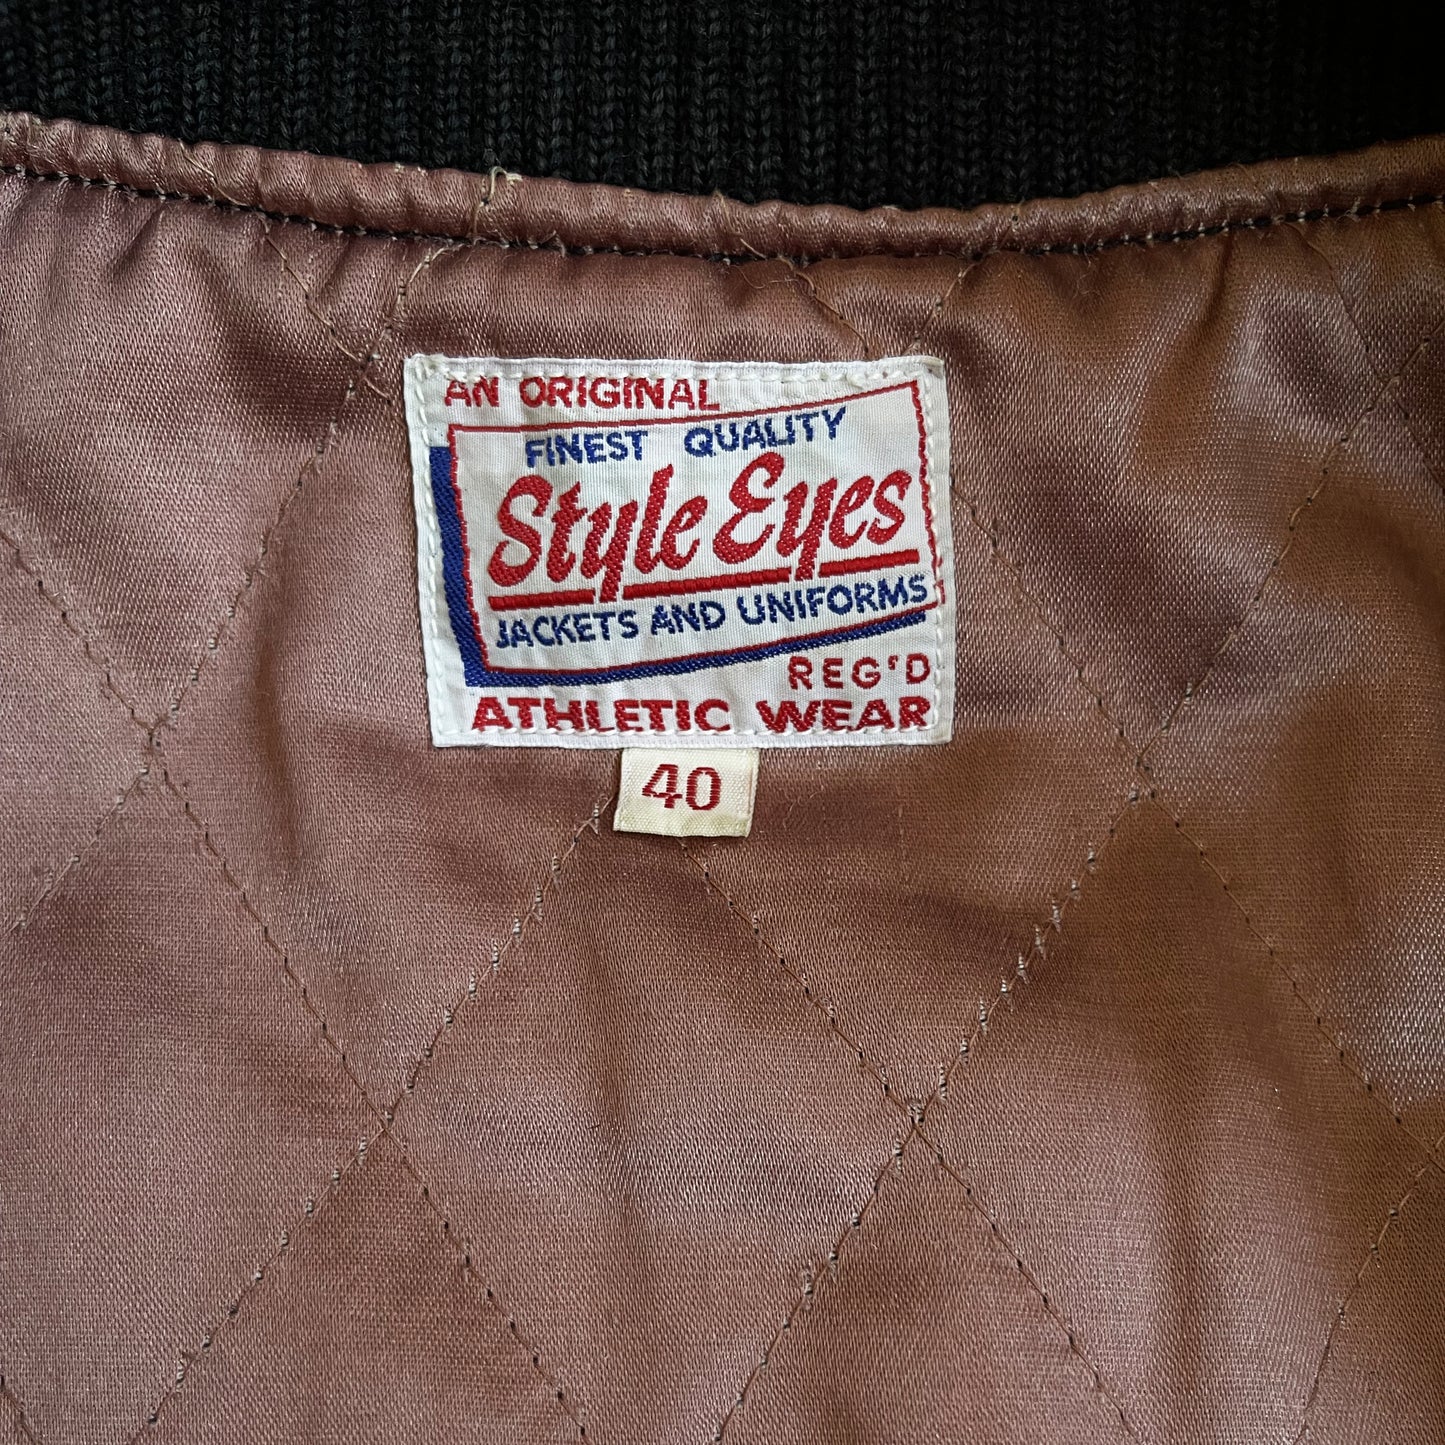 AN ORIGINAL
FINEST QUALITY
Style Eyes
JACKETS AND UNIFORMS
REG'D
ATHLETIC WEAR
40